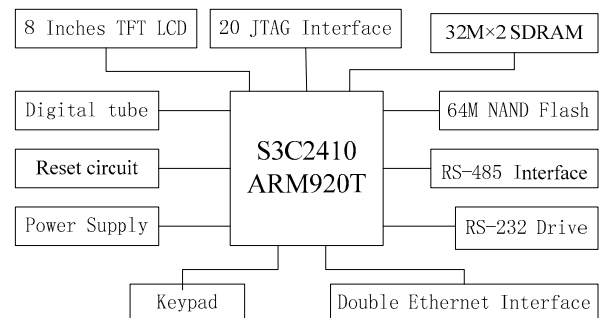 8 Inches TFT LCD
20 JTAG Interface
32M×2 SDRAM
Digital tube
64M NAND Flash
S3C2410
ARM920T
Reset circuit
RS-485 Interface
Power Supply
RS-232 Drive
Keypad
Double Ethernet Interface